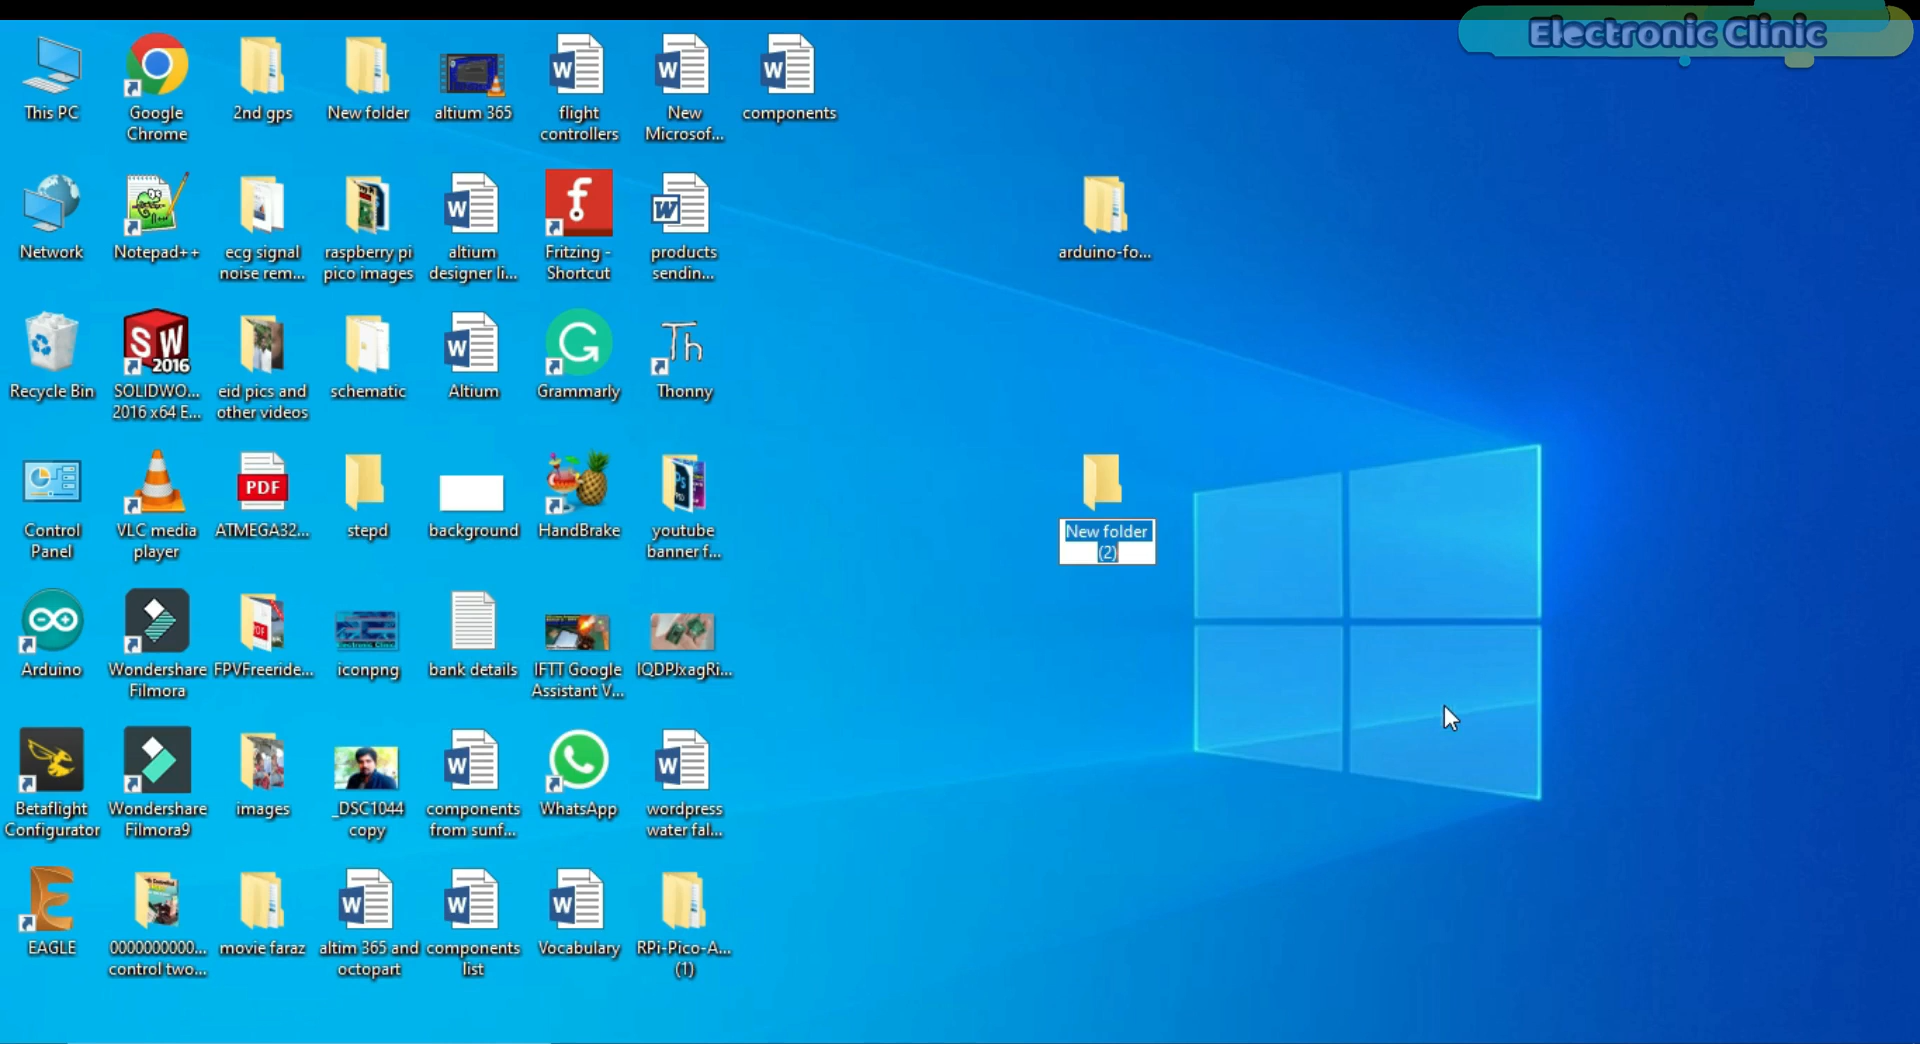 Electronic Clinic
This PC
Google
Chrome
2nd gps
New folder
altium 365
flight
controllers
New
Microsof...
components
Network
Notepad++
ecg signal
noise rem...
raspberry pi
pico images
altium
designer li...
Fritzing -
Shortcut
products
sendin...
arduino-fo...
Recycle Bin
SW
2016
SOLIDWO...
2016 x64 E...
eid pics and
other videos
schematic
Altium
Grammarly
Th
Thonny
Control
Panel
VLC media
player
PDF
ATMEGA32...
stepd
background
HandBrake
youtube
banner f...
New folder
(2)
Arduino
Wondershare
Filmora
FPVFreeride...
iconpng
bank details
IFTT Google
Assistant V...
IQDPJxagRi...
Betaflight
Configurator
Wondershare
Filmora9
images
_DSC1044
copy
components
from sunf...
WhatsApp
wordpress
water fal...
EAGLE
0000000000...
control two...
movie faraz
altim 365 and
octopart
components
list
Vocabulary
RPi-Pico-A...
(1)